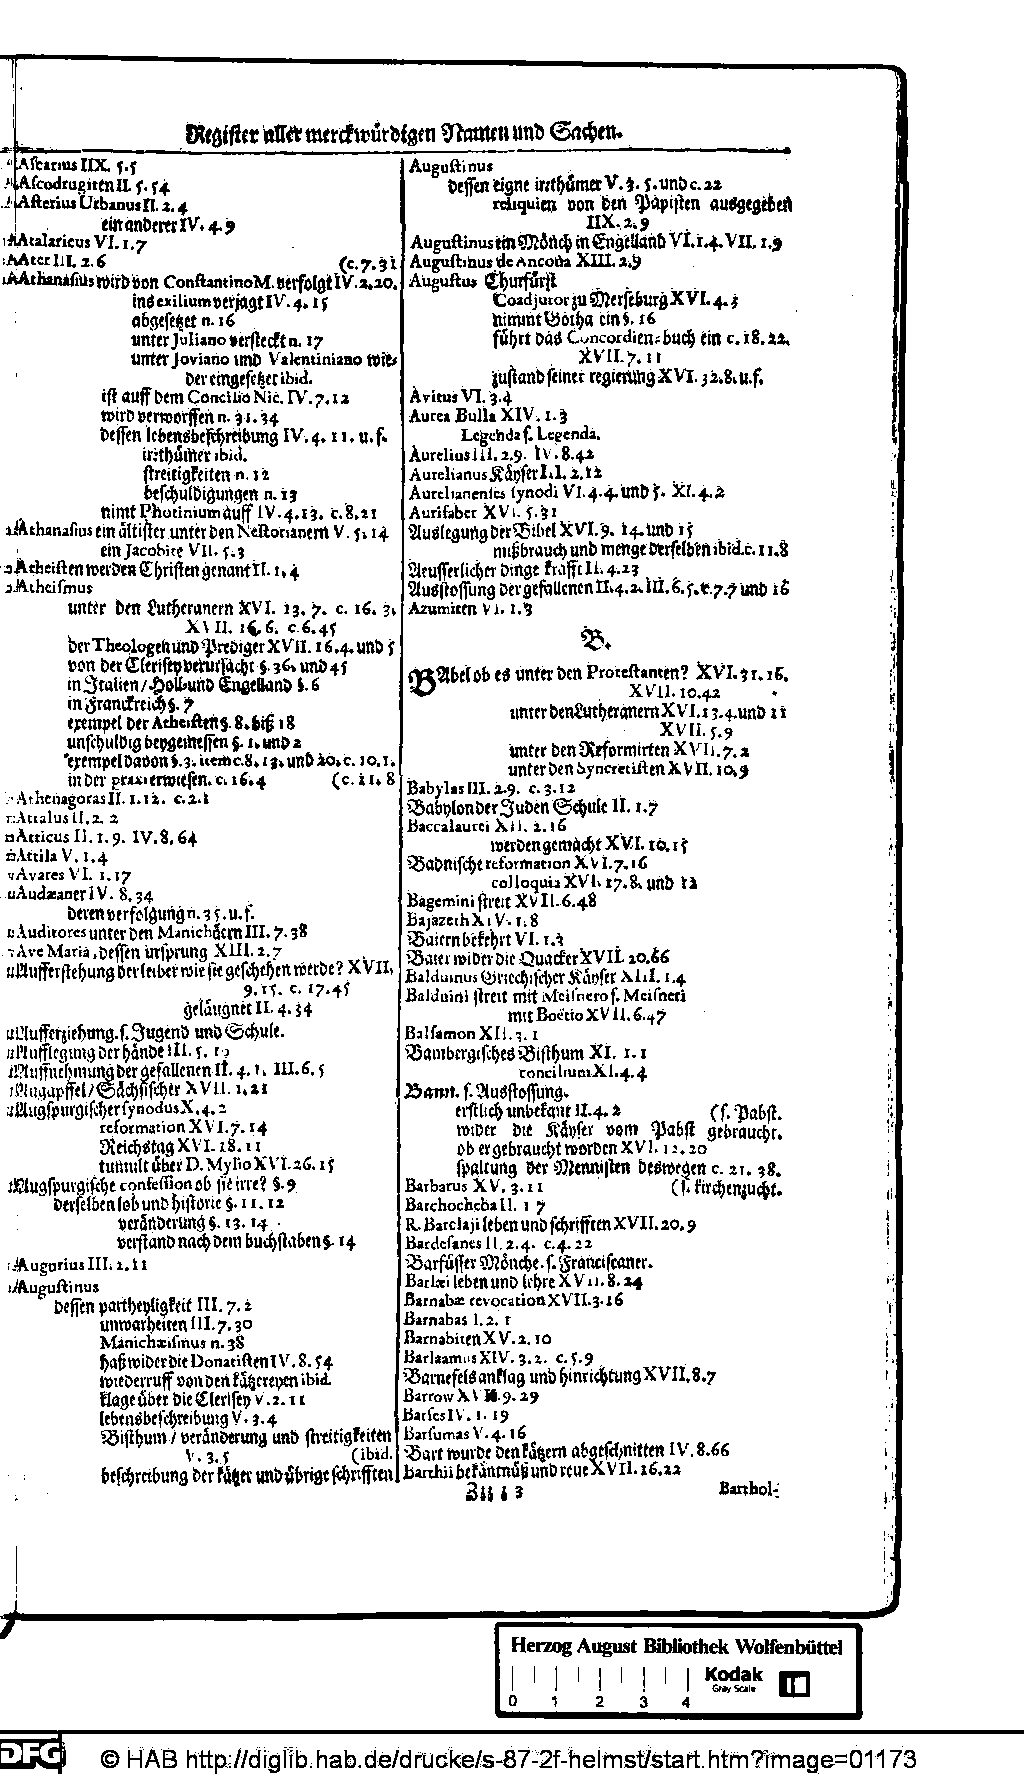 Register aller merckwürdigen Namen und Sachen.
Ascarius IIX. 5.5
Ascodrugiten II. 5.54
Asterius Urbanus II. 2.4
ein anderer IV. 4.9
Atalaricus VI. 1.7
Ater III. 2.6 (c.7.31
Athanasius wird von Constantino M. verfolgt IV. 2.20.
ins exilium verjagt IV. 4.15
abgesetzet n. 16
unter Juliano versteckt n. 17
unter Joviano und Valentiniano wie-
der eingesetzet ibid.
ist auff dem Concilio Nic. IV. 7.12
wird verworffen n. 31.34
dessen lebensbeschreibung IV. 4. 11. u. f.
irrthümer ibid.
streitigkeiten n. 12
beschuldigungen n. 13
nimt Photinium auff IV. 4.13. c. 8.21
Athanasius ein ältister unter den Nestorianern V. 5. 14
ein Jacobite VII. 5.3
Atheisten werden Christen genant II. 1. 4
Atheismus
unter den Lutheranern XVI. 13. 7. c. 16. 3.
XVII. 16.6. c.6.45
der Theologen und Prediger XVII. 16.4. und 5
von der Clerisey verursacht §. 36. und 45
in Italien / Holl- und Engelland §. 6
in Franckreich §. 7
exempel der Atheisten §. 8. biß 18
unschuldig beygemessen §. 1. und 2
exempel davon §. 3. item c.8. 13. und 20. c. 10.1.
in der praxi erwiesen. c. 16.4 (c. 21. 8
Athenagoras II. 1.12. c.2.1
Attalus II. 2. 2
Atticus II. 1. 9. IV. 8.64
Attila V. 1.4
Avares VI. 1.17
Audæaner IV. 8.34
deren verfolgung n. 35. u. f.
Auditores unter den Manichäern III. 7.38
Ave Maria, dessen ursprung XIII. 2.7
Aufferstehung der leiber wie sie geschehen werde? XVII.
9.15. c. 17.45
geläugnet II. 4. 34
Aufferziehung. s. Jugend und Schule.
Aufflegung der hände III. 5. 19
Auffnehmung der gefallenen II. 4. 1. III. 6.5
Augapffel / Sächsischer XVII. 1.21
Augspurgischer synodus X. 4. 2
reformation XVI. 7. 14
Reichstag XVI. 18. 11
tumult über D. Mylio XVI. 26. 15
Augspurgische confession ob sie irre? §. 9
derselben lob und historie §. 11. 12
veränderung §. 13. 14
verstand nach dem buchstaben §. 14
Augurius III. 2.11
Augustinus
dessen partheyligkeit III. 7. 2
unwarheiten III. 7.30
Manichæismus n. 38
haß wider die Donatisten IV. 8. 54
wiederruff von den kätzereyen ibid.
klage über die Clerisey V. 2. 11
lebensbeschreibung V. 3. 4
Bisthum / veränderung und streitigkeiten
V. 3.5 (ibid.
beschreibung der kätzer und übrige schrifften
Augustinus
dessen eigne irrthümer V. 3. 5. und c. 22
reliquien von den Papisten ausgegeben
IIX. 2.9
Augustinus ein Mönch in Engelland VI. 1.4. VII. 1.9
Augustinus de Ancona XIII. 2.9
Augustus Churfürst
Coadjutor zu Merseburg XVI. 4. 3
nimmt Gotha ein §. 16
führt das Concordien-buch ein c. 18. 22.
XVII. 7. 11
zustand seiner regierung XVI. 32.8. u.f.
Avitus VI. 3.4
Aurea Bulla XIV. 1.3
Legenda s. Legenda.
Aurelius III. 2.9. IV. 8.42
Aurelianus Käyser III. 2.12
Aurelianenses synodi VI. 4.4. und 5. XI. 4.2
Aurifaber XVI. 5.31
Auslegung der Bibel XVI. 9. 14. und 15
mißbrauch und menge derselben ibid. c. 11.8
Aeusserlicher dinge krafft II. 4.23
Ausstossung der gefallenen II. 4.2. III. 6.5. c. 7.7 und 16
Azumiten VI. 1.3
B.
BAbel ob es unter den Protestanten? XVI. 31. 16.
XVII. 10.42
unter den Lutheranern XVI. 13.4. und 11
XVII. 5.9
unter den Reformirten XVII. 7.2
unter den Syncretisten XVII. 10.9
Babylas III. 2.9. c.3.12
Babylon der Juden Schule II. 1.7
Baccalaurei XII. 2.16
werden gemacht XVI. 10.15
Badnische reformation XVI. 7. 16
colloquia XVI. 17.8. und 12
Bagemini streit XVII. 6.48
Bajazeth XIV. 1.8
Baiern bekehrt VI. 1.3
Baier wider die Quacker XVII. 20.66
Balduinus Griechischer Käyser XIII. 1.4
Balduini streit mit Meisnero s. Meisneri
mit Boetio XVII. 6.47
Balsamon XII. 3. 1
Bambergisches Bisthum XI. 1.1
concilium XI. 4.4
Bann. s. Ausstossung.
erstlich unbekant II. 4. 2 (s. Pabst.
wider die Käyser vom Pabst gebraucht.
ob er gebraucht worden XVI. 12. 20
spaltung der Mennisten deswegen c. 21. 38.
Barbarus XV. 3.11 (s. kirchenzucht.
Barchocheba II. 1 7
R. Barclaji leben und schrifften XVII. 20.9
Bardesanes II. 2.4. c.4.22
Barfüsser Mönche. s. Franciscaner.
Barlæi leben und lehre XVII. 8.24
Barnabæ revocation XVII. 3.16
Barnabas I. 2. 1
Barnabiten XV. 2. 10
Barlaamus XIV. 3.2. c.5.9
Barnefels anklag und hinrichtung XVII. 8.7
Barrow XVII. 9. 29
Barses IV. 1. 19
Barsumas V. 4. 16
Bart wurde den kätzern abgeschnitten IV. 8.66
Barthii bekäntnüß und reue XVII. 16.22
3 Barthol-
Herzog August Bibliothek Wolfenbüttel
0 1 2 3 4
Kodak
Gray Scale
DFG
© HAB http://diglib.hab.de/drucke/s-87-2f-helmst/start.htm?image=01173